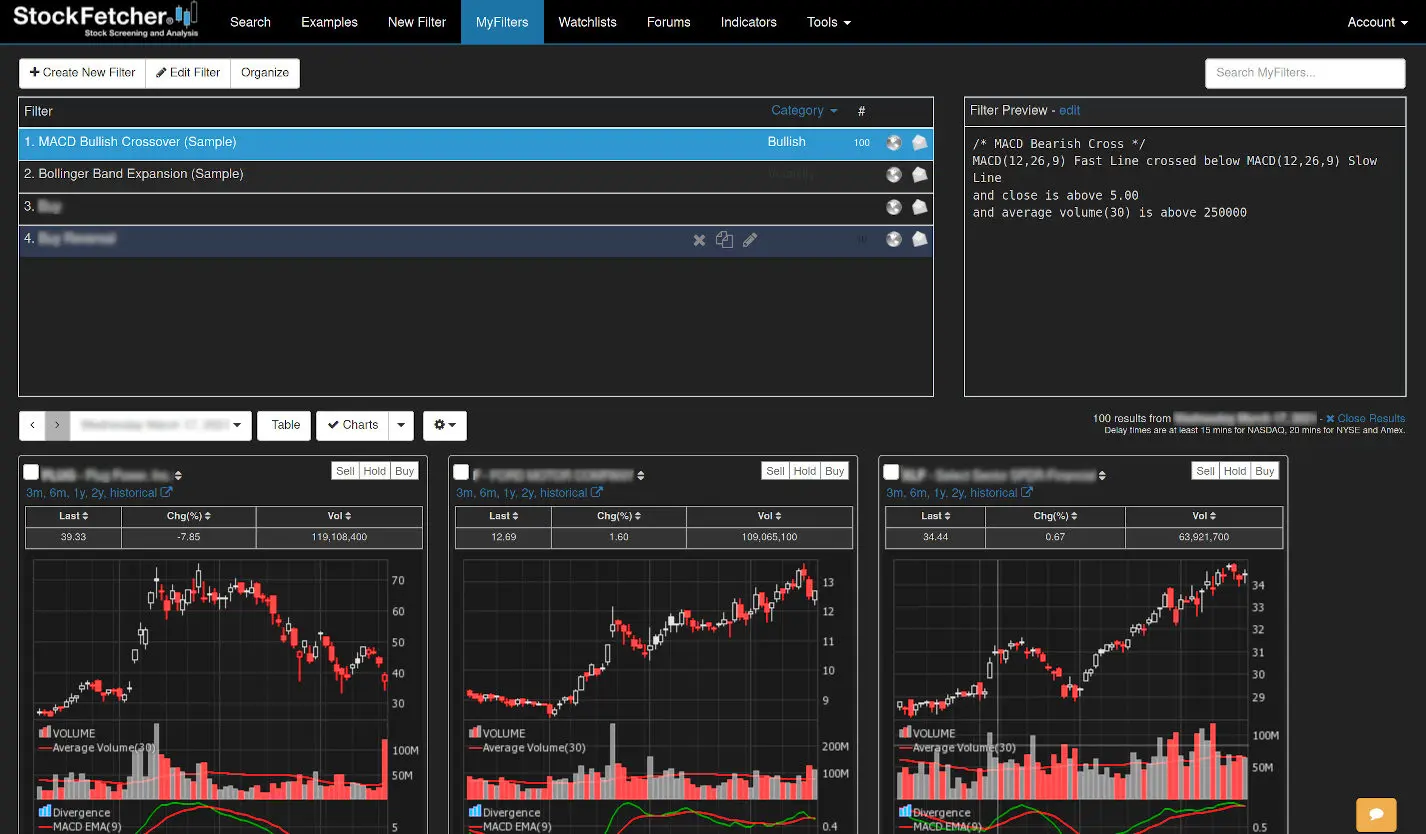 StockFetcher®
Stock Screening and Analysis
Search Examples New Filter MyFilters Watchlists Forums Indicators Tools Account
Create New Filter Edit Filter Organize
Search MyFilters...
Filter Category #
1. MACD Bullish Crossover (Sample) Bullish 100
2. Bollinger Band Expansion (Sample)
3.
4.
Filter Preview - edit
/* MACD Bearish Cross */
MACD(12,26,9) Fast Line crossed below MACD(12,26,9) Slow
Line
and close is above 5.00
and average volume(30) is above 250000
Table Charts
100 results from - Close Results
Delay times are at least 15 mins for NASDAQ, 20 mins for NYSE and Amex.
Sell Hold Buy
3m, 6m, 1y, 2y, historical
Last Chg(%) Vol
39.33 -7.85 119,108,400
70
60
50
40
30
VOLUME
Average Volume(30)
100M
50M
Divergence
MACD EMA(9)
5
Sell Hold Buy
3m, 6m, 1y, 2y, historical
Last Chg(%) Vol
12.69 1.60 109,065,100
13
12
11
10
9
VOLUME
Average Volume(30)
200M
100M
Divergence
MACD EMA(9)
0.4
Sell Hold Buy
3m, 6m, 1y, 2y, historical
Last Chg(%) Vol
34.44 0.67 63,921,700
34
33
32
31
30
29
VOLUME
Average Volume(30)
100M
50M
Divergence
MACD EMA(9)
0.5